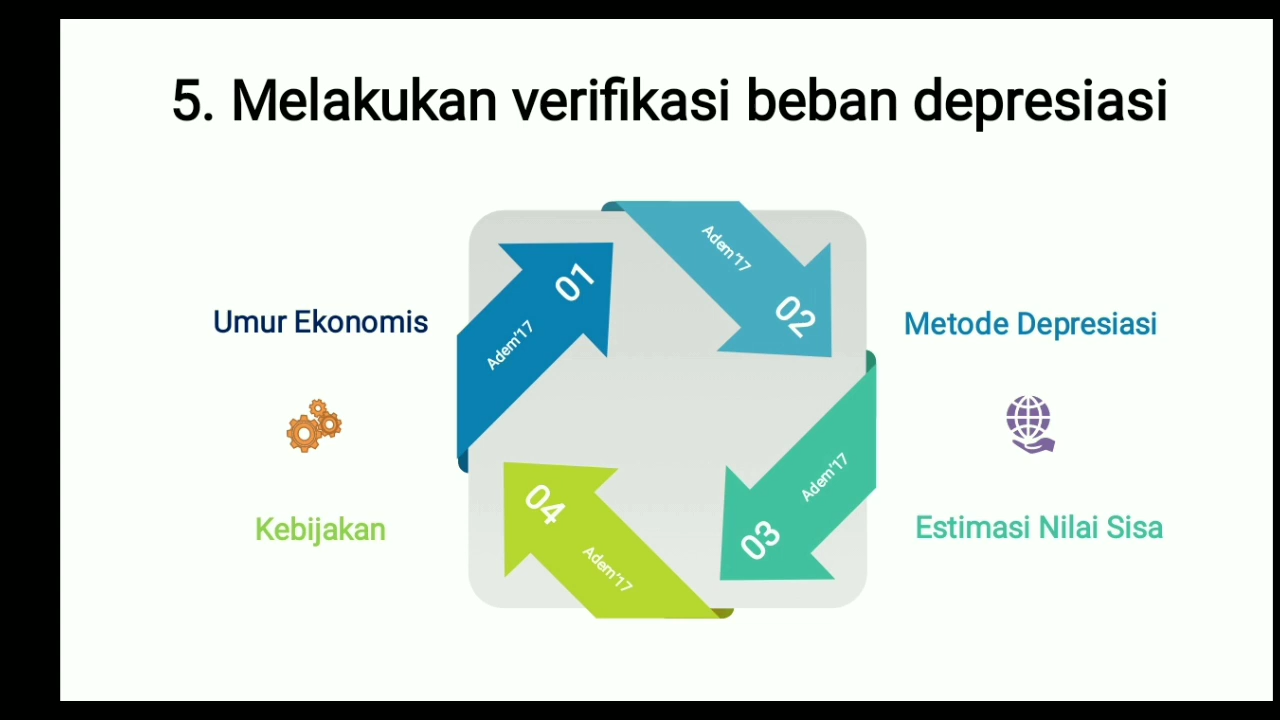 5. Melakukan verifikasi beban depresiasi
Umur Ekonomis
01
Adem'17
Adem'17
02
Metode Depresiasi
Kebijakan
04
Adem'17
Adem'17
03
Estimasi Nilai Sisa